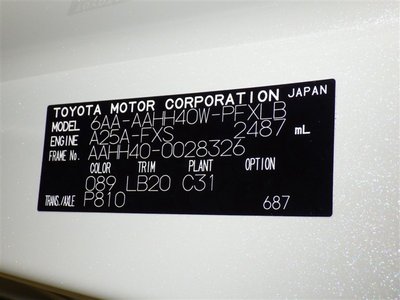 TOYOTA MOTOR CORPORATION JAPAN
MODEL 6AA-AAHH40W-PFXLB
ENGINE A25A-FXS 2487 mL
FRAME No. AAHH40-0028326
COLOR TRIM PLANT OPTION
089 LB20 C31
TRANS./AXLE P810 687